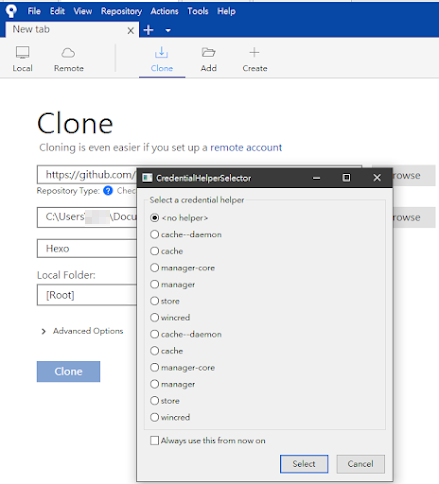 File Edit View Repository Actions Tools Help
New tab
Local Remote Clone Add Create
Clone
Cloning is even easier if you set up a remote account
https://github.com/
rowse
Repository Type: ? Chec
C:\Users \Docu
rowse
Hexo
Local Folder:
[Root]
Advanced Options
Clone
CredentialHelperSelector
Select a credential helper
<no helper>
cache--daemon
cache
manager-core
manager
store
wincred
cache--daemon
cache
manager-core
manager
store
wincred
Always use this from now on
Select Cancel